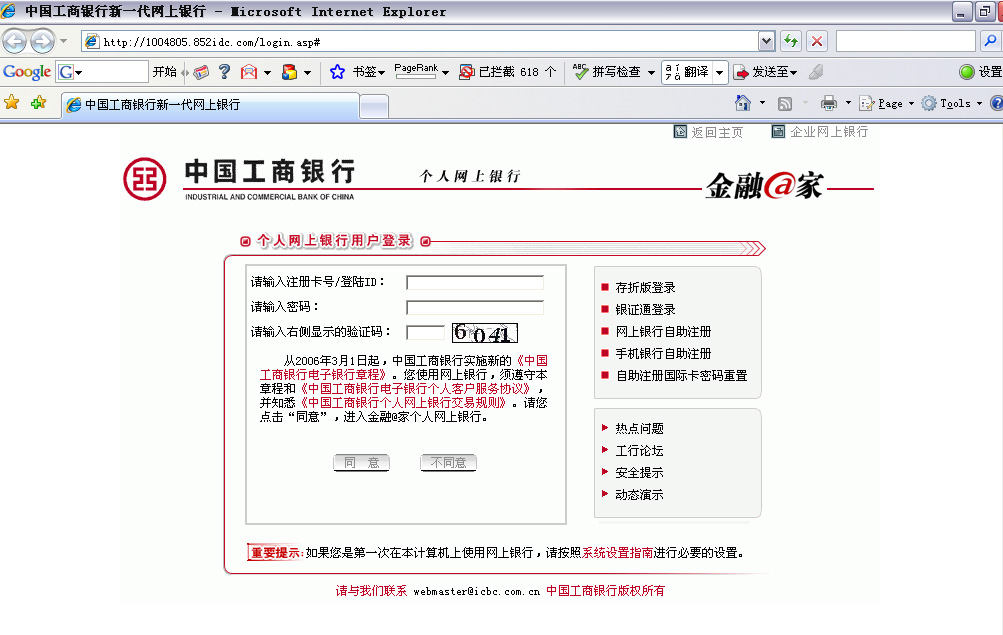 中国工商银行新一代网上银行 - Microsoft Internet Explorer
http://1004805.852idc.com/login.asp#
Google G 开始 书签 PageRank 已拦截 618 个 拼写检查 翻译 发送至 设置
中国工商银行新一代网上银行 Page Tools
返回主页 企业网上银行
中国工商银行 个人网上银行 金融@家
INDUSTRIAL AND COMMERCIAL BANK OF CHINA
个人网上银行用户登录
请输入注册卡号/登陆ID：
请输入密码：
请输入右侧显示的验证码： 6041
从2006年3月1日起，中国工商银行实施新的《中国
工商银行电子银行章程》。您使用网上银行，须遵守本
章程和《中国工商银行电子银行个人客户服务协议》，
并知悉《中国工商银行个人网上银行交易规则》。请您
点击“同意”，进入金融@家个人网上银行。
同 意 不同意
存折版登录
银证通登录
网上银行自助注册
手机银行自助注册
自助注册国际卡密码重置
热点问题
工行论坛
安全提示
动态演示
重要提示:如果您是第一次在本计算机上使用网上银行，请按照系统设置指南进行必要的设置。
请与我们联系 webmaster@icbc.com.cn 中国工商银行版权所有